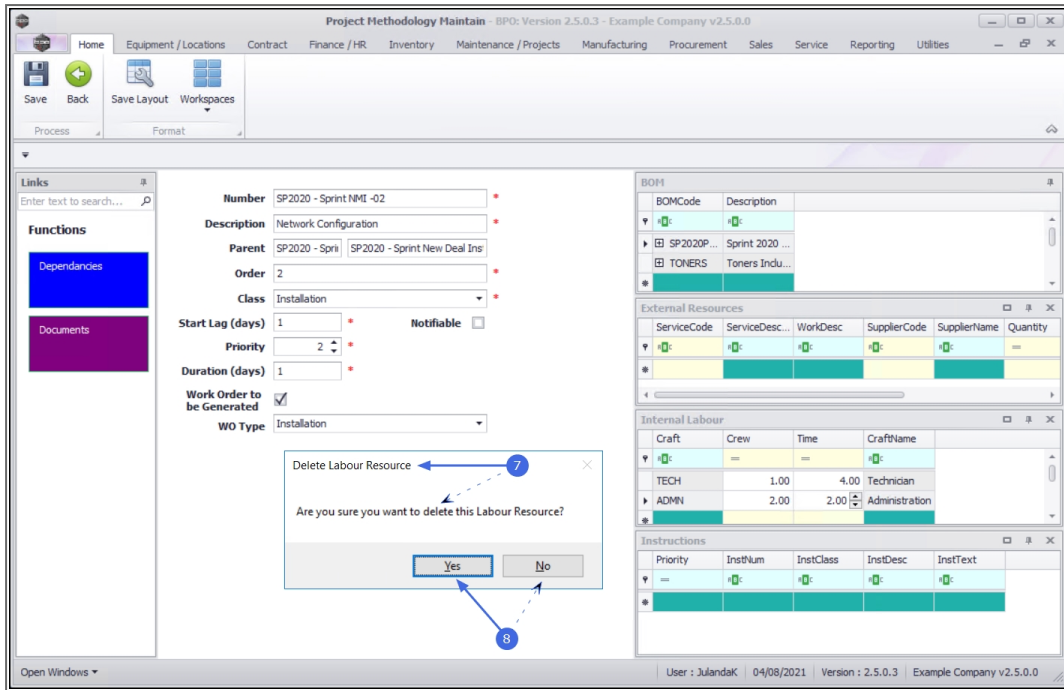 Project Methodology Maintain - BPO: Version 2.5.0.3 - Example Company v2.5.0.0
Home Equipment / Locations Contract Finance / HR Inventory Maintenance / Projects Manufacturing Procurement Sales Service Reporting Utilities
Save Back Save Layout Workspaces
Process Format
Links
Enter text to search...
Functions
Dependancies
Documents
Number SP2020 - Sprint NMI -02 *
Description Network Configuration *
Parent SP2020 - Spri SP2020 - Sprint New Deal Ins
Order 2 *
Class Installation *
Start Lag (days) 1 * Notifiable
Priority 2 *
Duration (days) 1 *
Work Order to
be Generated
WO Type Installation
Delete Labour Resource 7
Are you sure you want to delete this Labour Resource?
Yes No
8
BOM
BOMCode Description
SP2020P... Sprint 2020 ...
TONERS Toners Inclu...
External Resources
ServiceCode ServiceDesc... WorkDesc SupplierCode SupplierName Quantity
Internal Labour
Craft Crew Time CraftName
TECH 1.00 4.00 Technician
ADMN 2.00 2.00 Administration
Instructions
Priority InstNum InstClass InstDesc InstText
Open Windows User : JulandaK 04/08/2021 Version : 2.5.0.3 Example Company v2.5.0.0